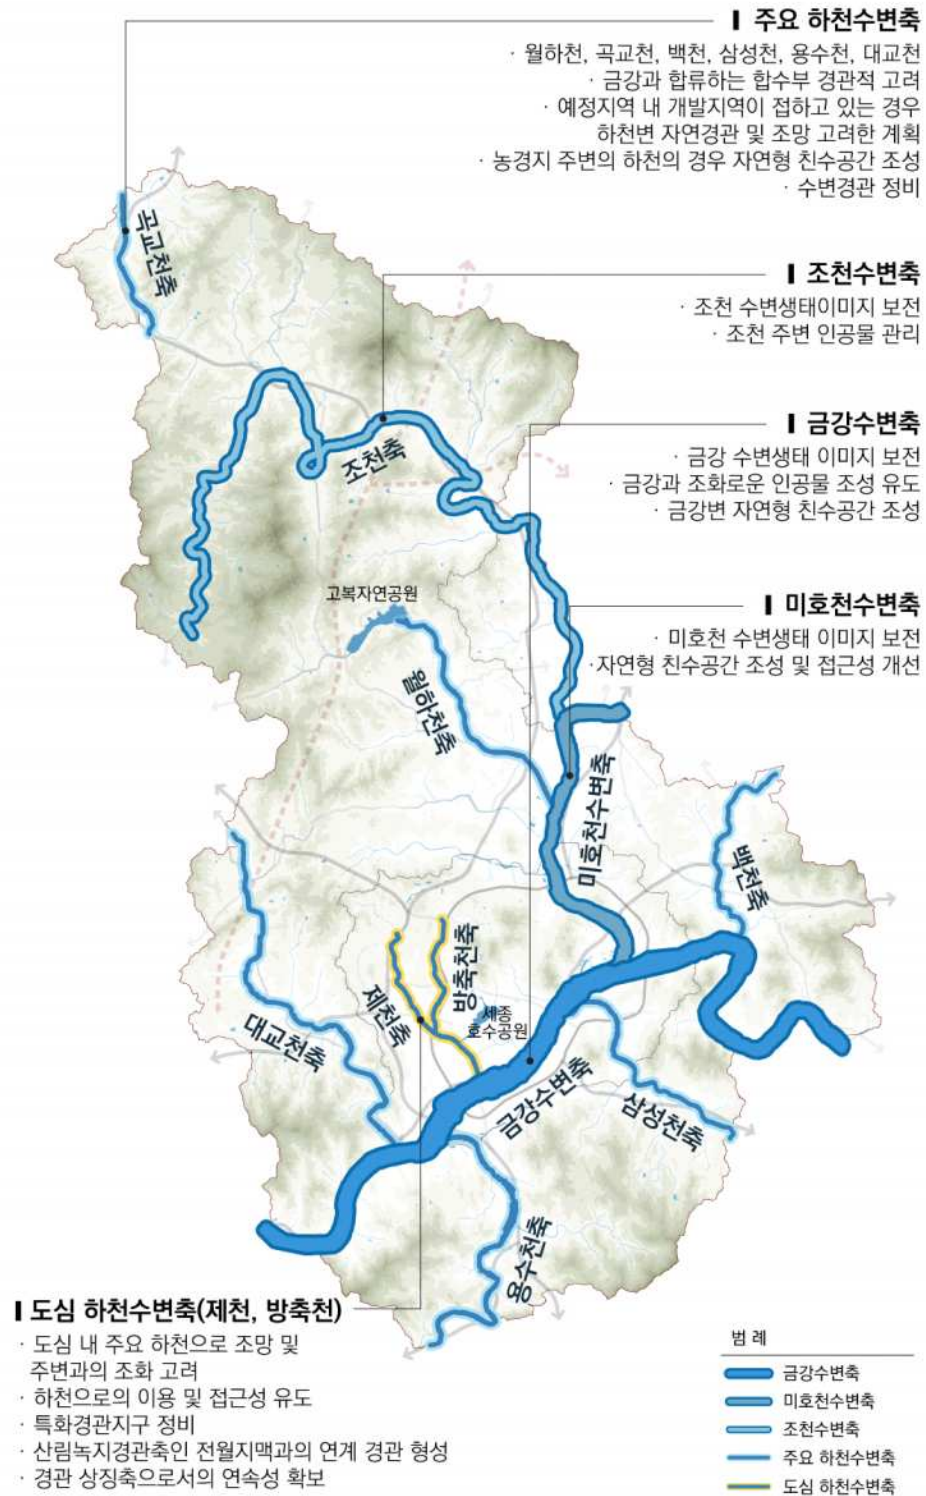 주요 하천수변축
· 월하천, 곡교천, 백천, 삼성천, 용수천, 대교천
· 금강과 합류하는 합수부 경관적 고려
· 예정지역 내 개발지역이 접하고 있는 경우
하천변 자연경관 및 조망 고려한 계획
· 농경지 주변의 하천의 경우 자연형 친수공간 조성
· 수변경관 정비
곡교천축
조천수변축
· 조천 수변생태이미지 보전
· 조천 주변 인공물 관리
조천축
금강수변축
· 금강 수변생태 이미지 보전
· 금강과 조화로운 인공물 조성 유도
· 금강변 자연형 친수공간 조성
고복자연공원
미호천수변축
· 미호천 수변생태 이미지 보전
· 자연형 친수공간 조성 및 접근성 개선
월하천축
미호천수변축
백천축
방축천축
제천축
세종
호수공원
대교천축
금강수변축
삼성천축
용수천축
도심 하천수변축(제천, 방축천)
· 도심 내 주요 하천으로 조망 및
주변과의 조화 고려
· 하천으로의 이용 및 접근성 유도
· 특화경관지구 정비
· 산림녹지경관축인 전월지맥과의 연계 경관 형성
· 경관 상징축으로서의 연속성 확보
범 례
금강수변축
미호천수변축
조천수변축
주요 하천수변축
도심 하천수변축